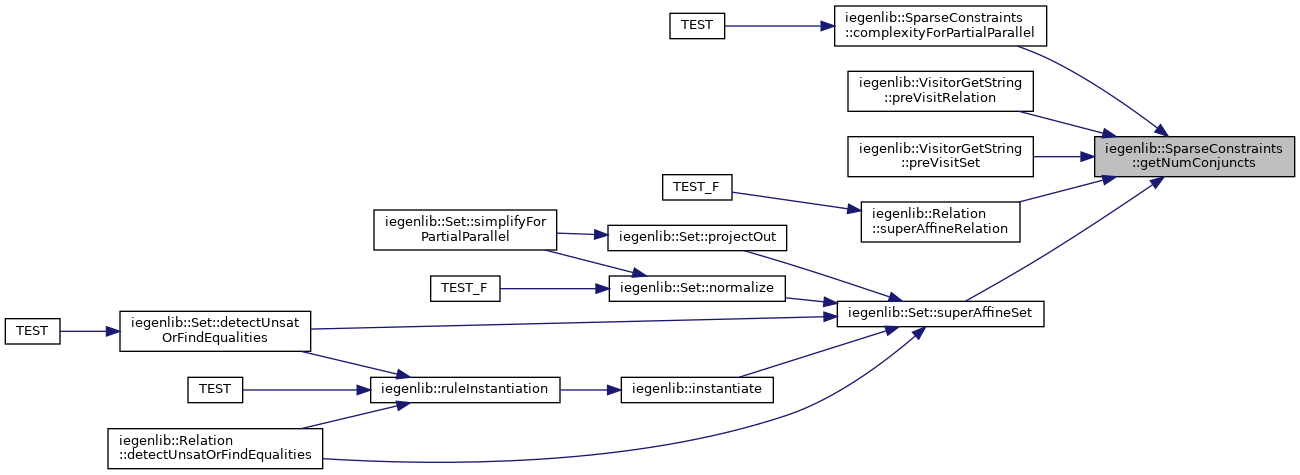 TEST
iegenlib::SparseConstraints
::complexityForPartialParallel
iegenlib::VisitorGetString
::preVisitRelation
iegenlib::SparseConstraints
::getNumConjuncts
iegenlib::VisitorGetString
::preVisitSet
TEST_F
iegenlib::Relation
::superAffineRelation
iegenlib::Set::simplifyFor
PartialParallel
iegenlib::Set::projectOut
TEST_F
iegenlib::Set::normalize
iegenlib::Set::superAffineSet
TEST
iegenlib::Set::detectUnsat
OrFindEqualities
TEST
iegenlib::ruleInstantiation
iegenlib::instantiate
iegenlib::Relation
::detectUnsatOrFindEqualities